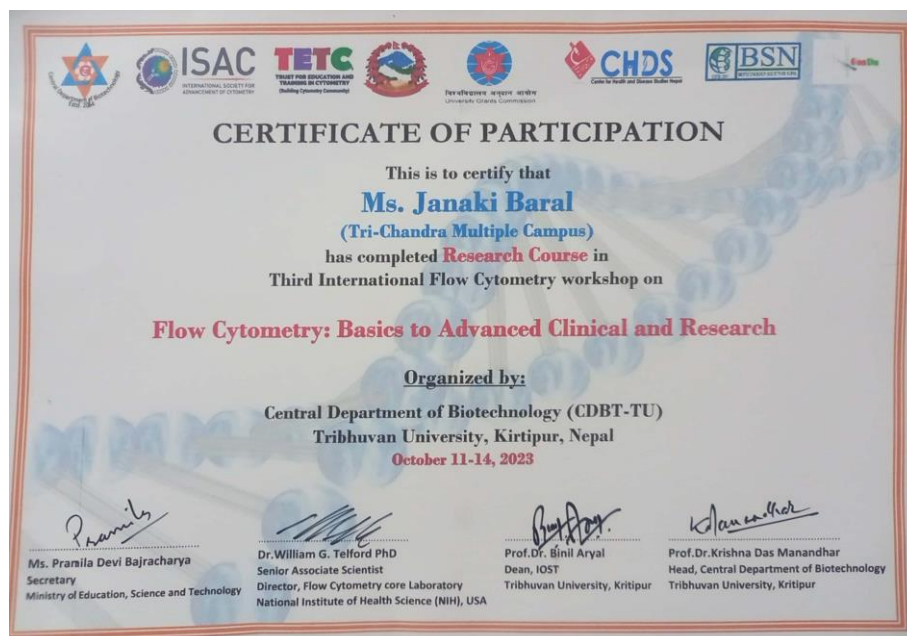 ISAC
INTERNATIONAL SOCIETY FOR
ADVANCEMENT OF CYTOMETRY
TETC
TRUST FOR EDUCATION AND
TRAINING IN CYTOMETRY
(Building Cytometry Community)
विश्वविद्यालय अनुदान आयोग
University Grants Commission
CHDS
Centre for Health and Disease Studies Nepal
BSN
Central Department of Biotechnology
Estd.
CERTIFICATE OF PARTICIPATION
This is to certify that
Ms. Janaki Baral
(Tri-Chandra Multiple Campus)
has completed Research Course in
Third International Flow Cytometry workshop on
Flow Cytometry: Basics to Advanced Clinical and Research
Organized by:
Central Department of Biotechnology (CDBT-TU)
Tribhuvan University, Kirtipur, Nepal
October 11-14, 2023
Pramila
Ms. Pramila Devi Bajracharya
Secretary
Ministry of Education, Science and Technology
Dr.William G. Telford PhD
Senior Associate Scientist
Director, Flow Cytometry core Laboratory
National Institute of Health Science (NIH), USA
Prof.Dr. Binil Aryal
Dean, IOST
Tribhuvan University, Kritipur
Prof.Dr.Krishna Das Manandhar
Head, Central Department of Biotechnology
Tribhuvan University, Kritipur